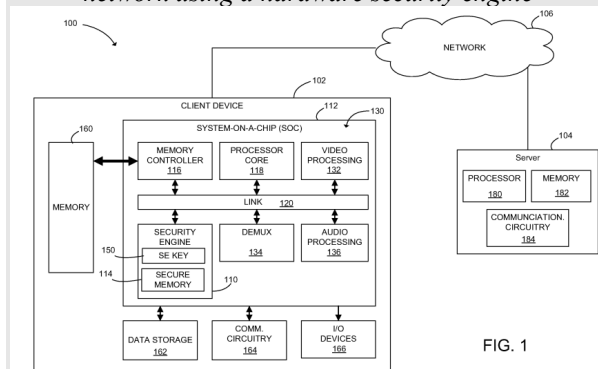 network using a hardware security engine
100
106
NETWORK
102
CLIENT DEVICE
112
130
SYSTEM-ON-A-CHIP (SOC)
160
MEMORY
MEMORY
CONTROLLER
116
PROCESSOR
CORE
118
VIDEO
PROCESSING
132
LINK 120
150
SECURITY
ENGINE
SE KEY
114
SECURE
MEMORY
110
DEMUX
134
AUDIO
PROCESSING
136
DATA STORAGE
162
COMM.
CIRCUITRY
164
I/O
DEVICES
166
104
Server
PROCESSOR
180
MEMORY
182
COMMUNCIATION.
CIRCUITRY
184
FIG. 1